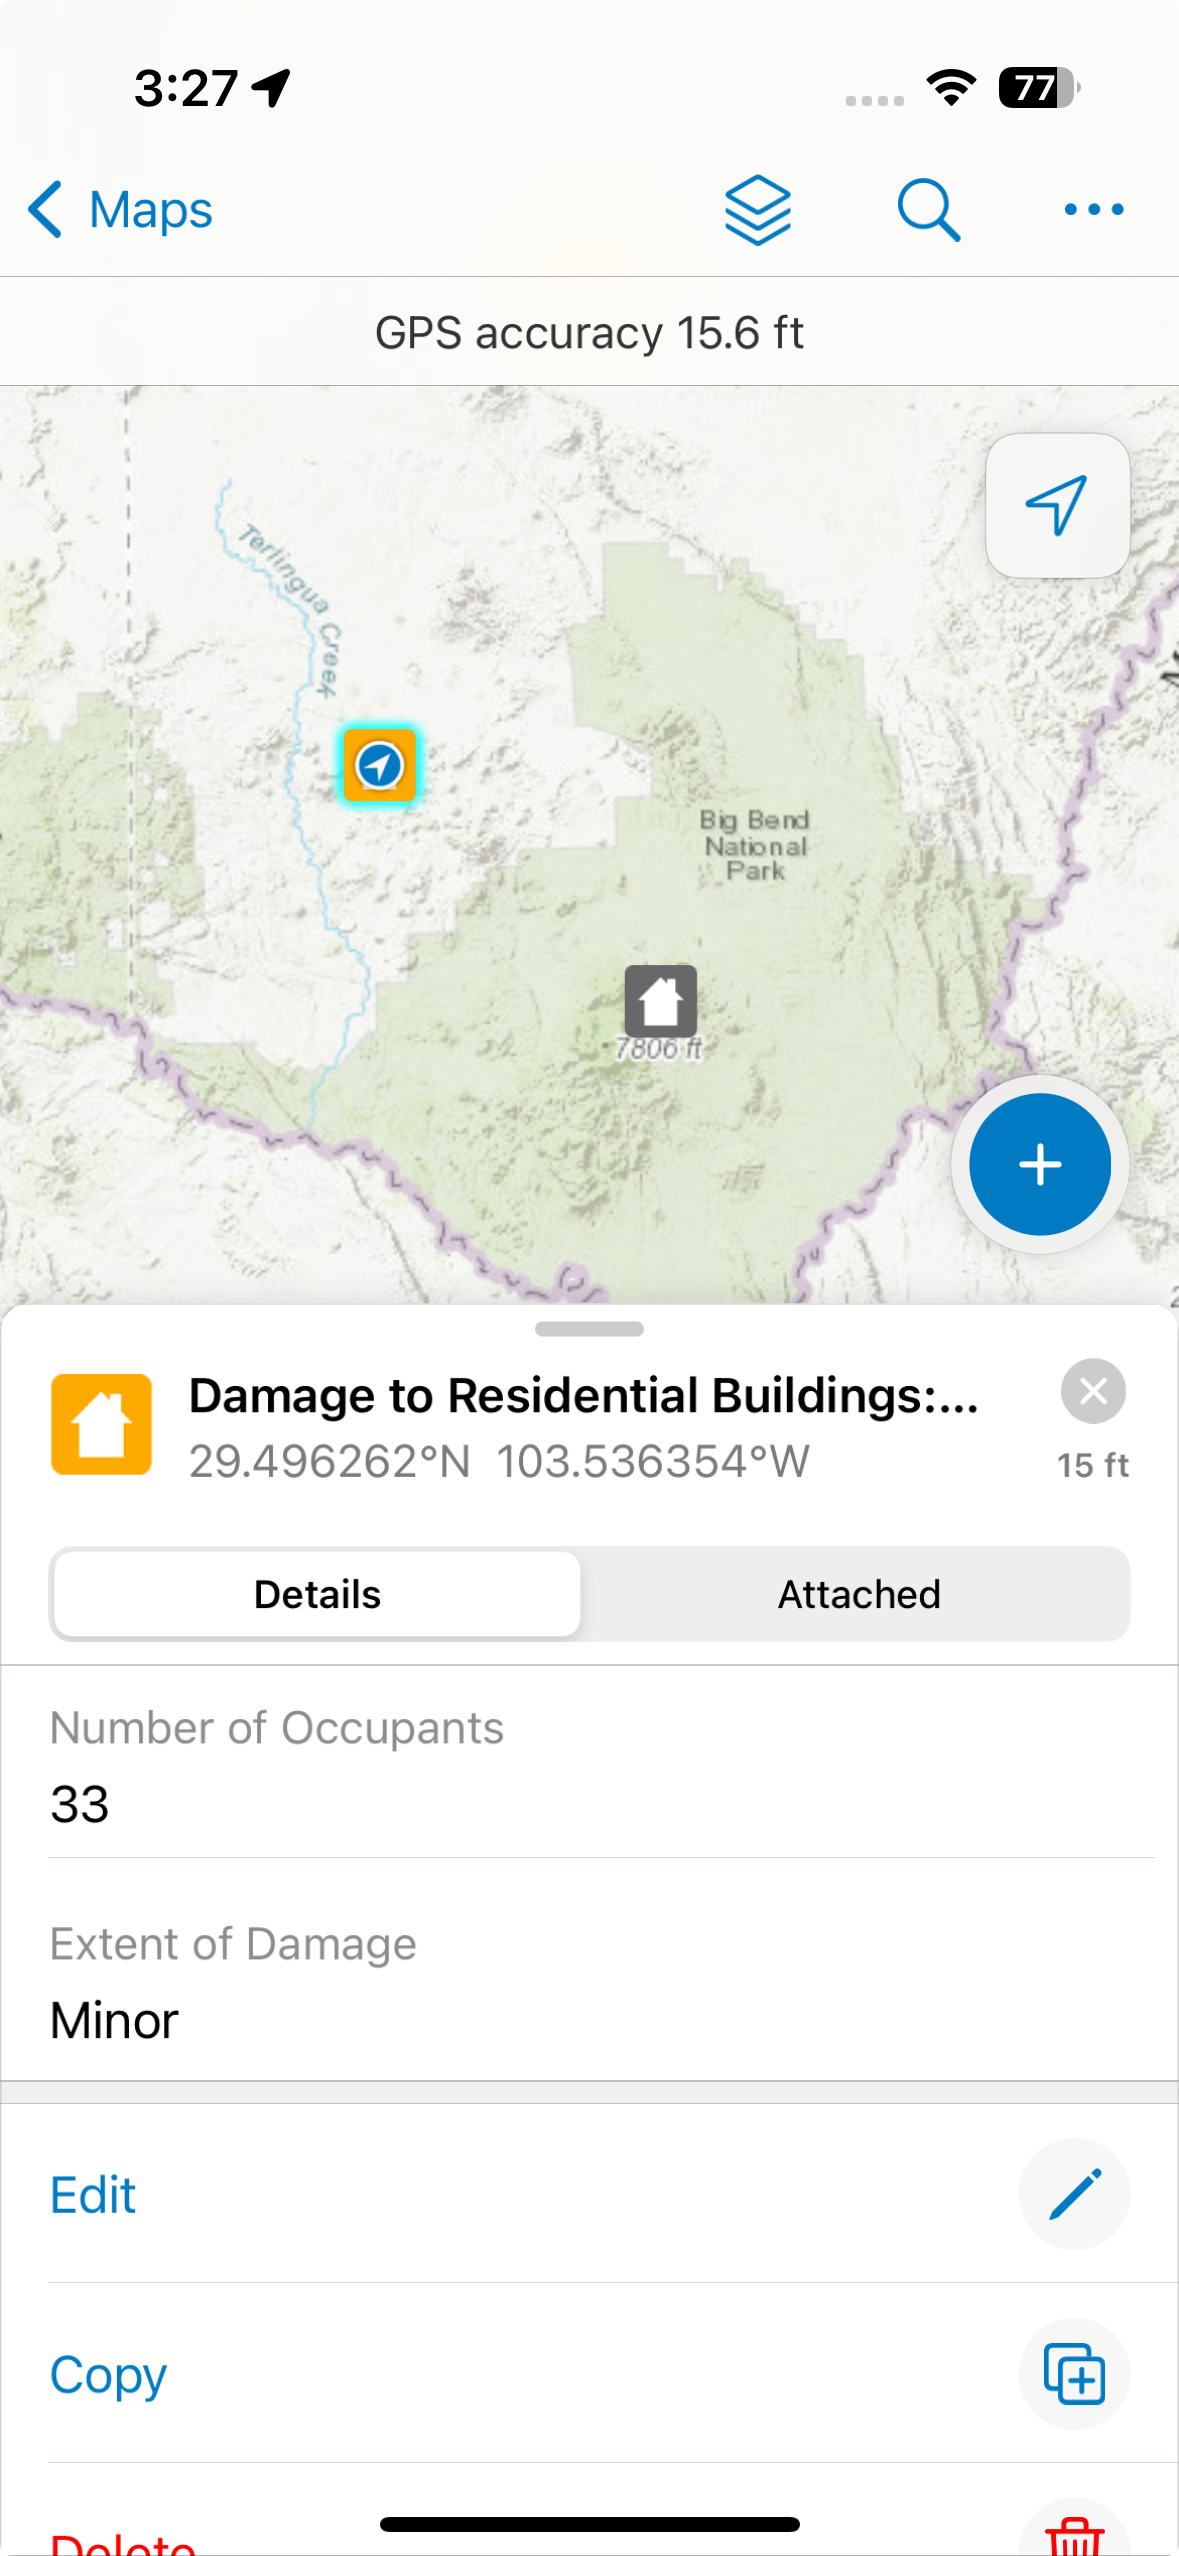 3:27
77
Maps
GPS accuracy 15.6 ft
Terlingua Creek
Big Bend
National
Park
7806 ft
Damage to Residential Buildings:...
29.496262°N 103.536354°W
15 ft
Details
Attached
Number of Occupants
33
Extent of Damage
Minor
Edit
Copy
Delete